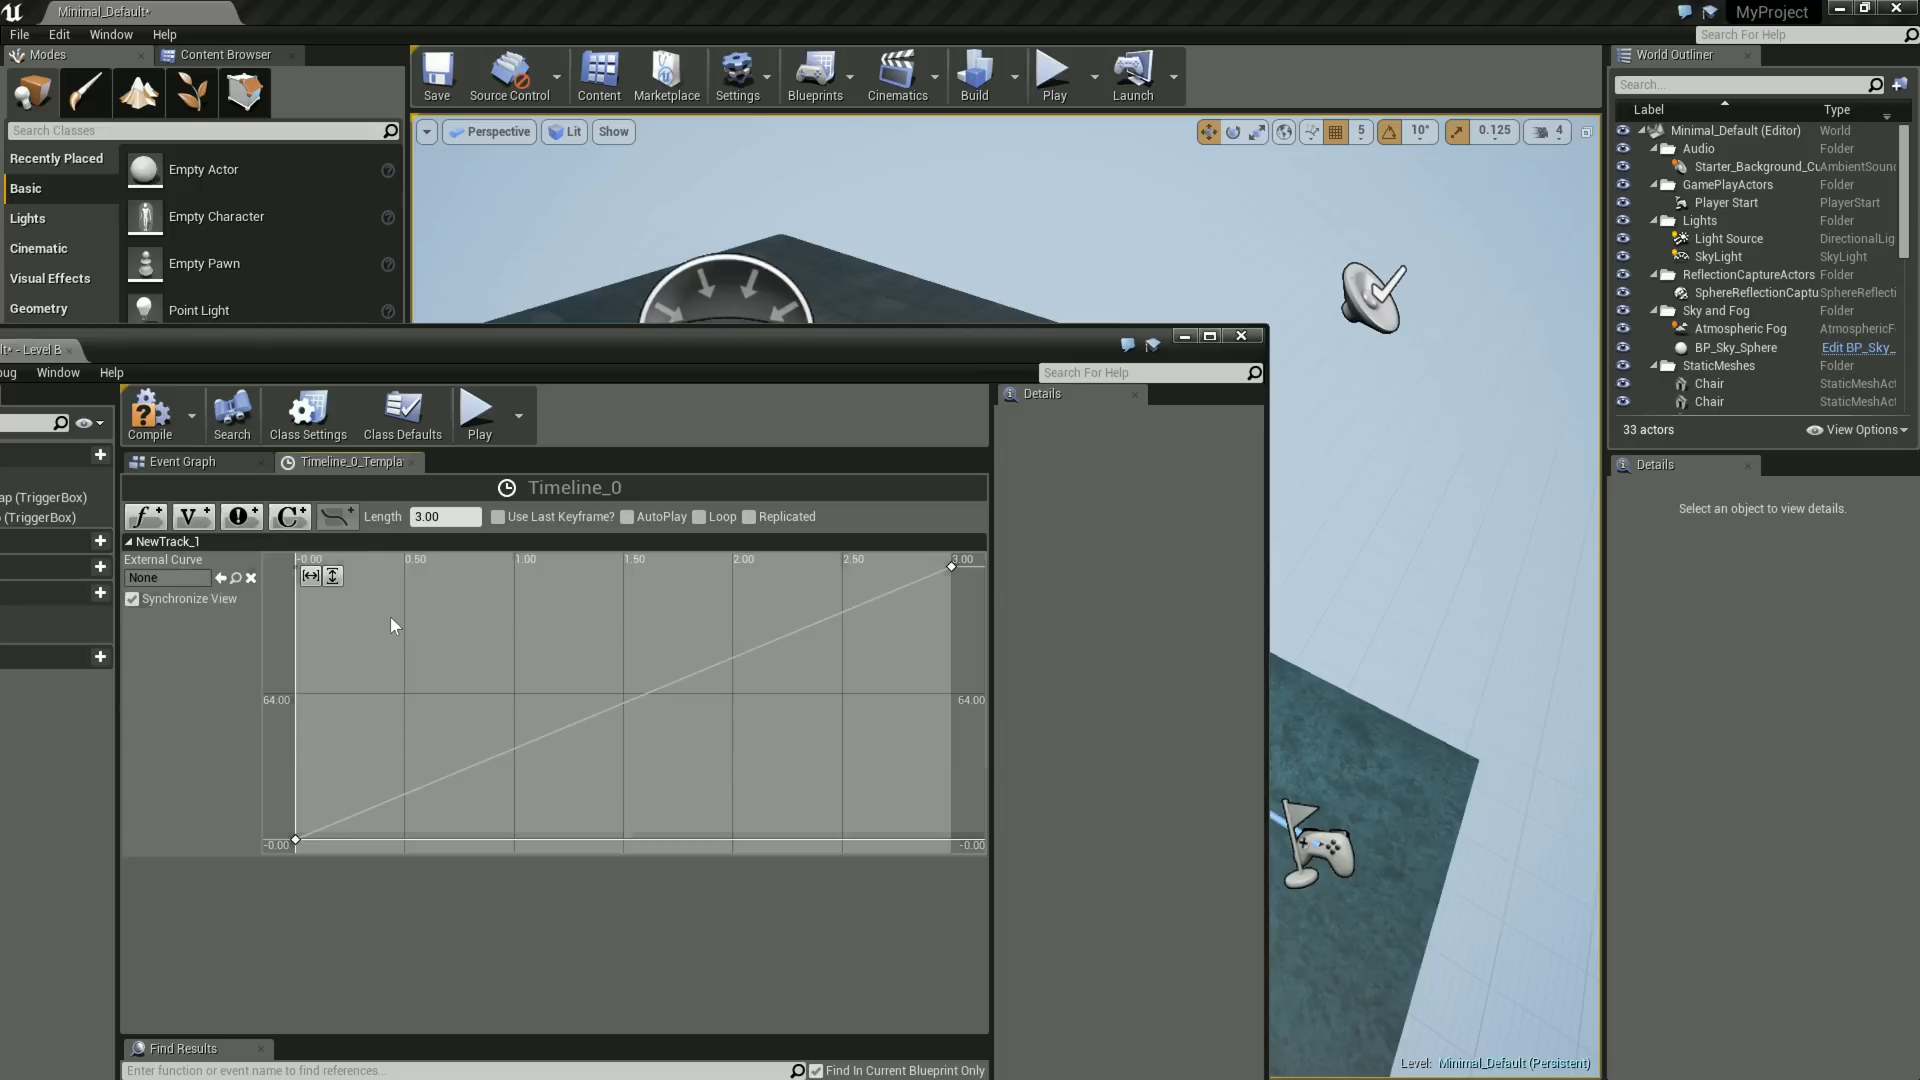 Minimal_Default*
MyProject
File Edit Window Help
Search For Help
Modes Content Browser
World Outliner
Save Source Control Content Marketplace Settings Blueprints Cinematics Build Play Launch
Search...
Label Type
Search Classes
Perspective Lit Show
5 10° 0.125 4
Recently Placed
Basic
Lights
Cinematic
Visual Effects
Geometry
Empty Actor
Empty Character
Empty Pawn
Point Light
Minimal_Default (Editor) World
Audio Folder
Starter_Background_Cu AmbientSound
GamePlayActors Folder
Player Start PlayerStart
Lights Folder
Light Source DirectionalLig
SkyLight SkyLight
ReflectionCaptureActors Folder
SphereReflectionCaptu SphereReflecti
Sky and Fog Folder
Atmospheric Fog AtmosphericF
BP_Sky_Sphere Edit BP_Sky_
StaticMeshes Folder
Chair StaticMeshAct
Chair StaticMeshAct
33 actors View Options
Details
Select an object to view details.
lt* - Level B
bug Window Help
Search For Help
Compile Search Class Settings Class Defaults Play
Details
Event Graph Timeline_0_Templa
Timeline_0
ap (TriggerBox)
(TriggerBox)
f+ V+ !+ C+ Length 3.00 Use Last Keyframe? AutoPlay Loop Replicated
NewTrack_1
External Curve
None
Synchronize View
-0.00 0.50 1.00 1.50 2.00 2.50 3.00
64.00 64.00
-0.00 -0.00
Find Results
Enter function or event name to find references...
Find In Current Blueprint Only
Level: Minimal_Default (Persistent)